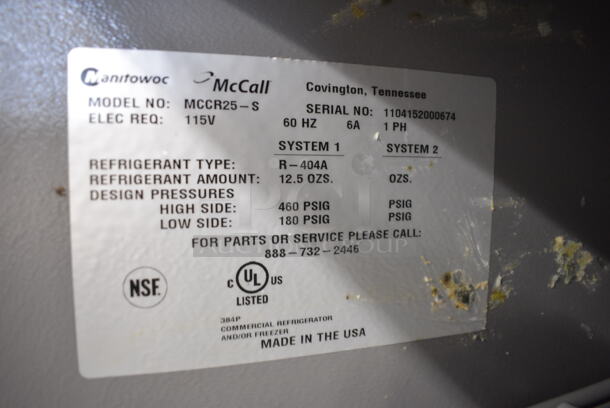 Manitowoc McCall Covington, Tennessee
MODEL NO: MCCR25-S SERIAL NO: 1104152000674
ELEC REQ: 115V 60 HZ 6A 1 PH
SYSTEM 1 SYSTEM 2
REFRIGERANT TYPE: R-404A
REFRIGERANT AMOUNT: 12.5 OZS. OZS.
DESIGN PRESSURES
HIGH SIDE: 460 PSIG PSIG
LOW SIDE: 180 PSIG PSIG
FOR PARTS OR SERVICE PLEASE CALL:
888-732-2446
NSF.
C UL US
LISTED
384P
COMMERCIAL REFRIGERATOR
AND/OR FREEZER
MADE IN THE USA